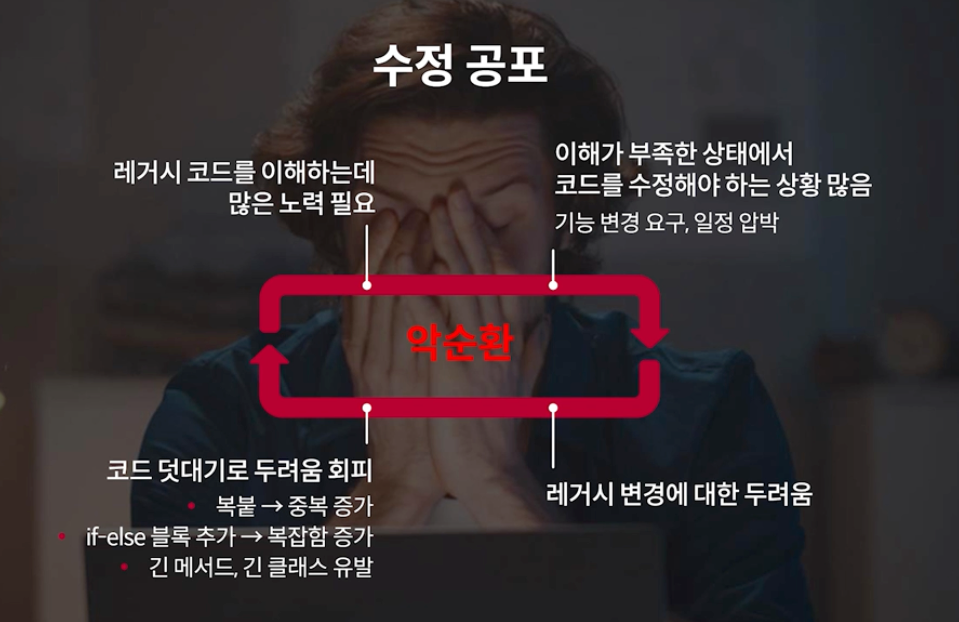 수정 공포
레거시 코드를 이해하는데
많은 노력 필요
이해가 부족한 상태에서
코드를 수정해야 하는 상황 많음
기능 변경 요구, 일정 압박
악순환
코드 덧대기로 두려움 회피
• 복붙 → 중복 증가
• if-else 블록 추가 → 복잡함 증가
• 긴 메서드, 긴 클래스 유발
레거시 변경에 대한 두려움